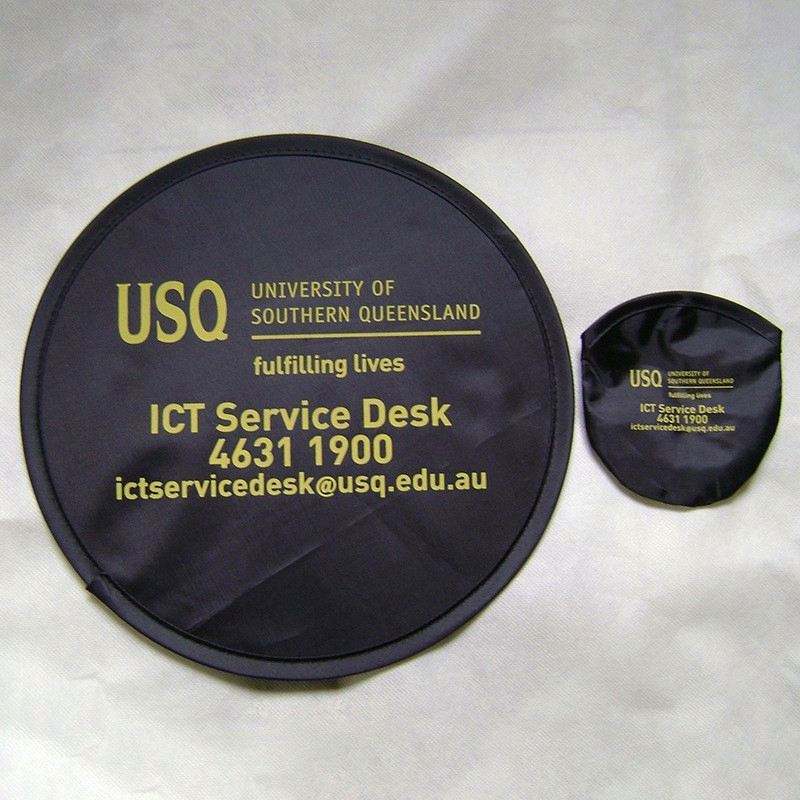 USQ
UNIVERSITY OF
SOUTHERN QUEENSLAND
fulfilling lives
ICT Service Desk
4631 1900
ictservicedesk@usq.edu.au
USQ
UNIVERSITY OF
SOUTHERN QUEENSLAND
fulfilling lives
ICT Service Desk
4631 1900
ictservicedesk@usq.edu.au